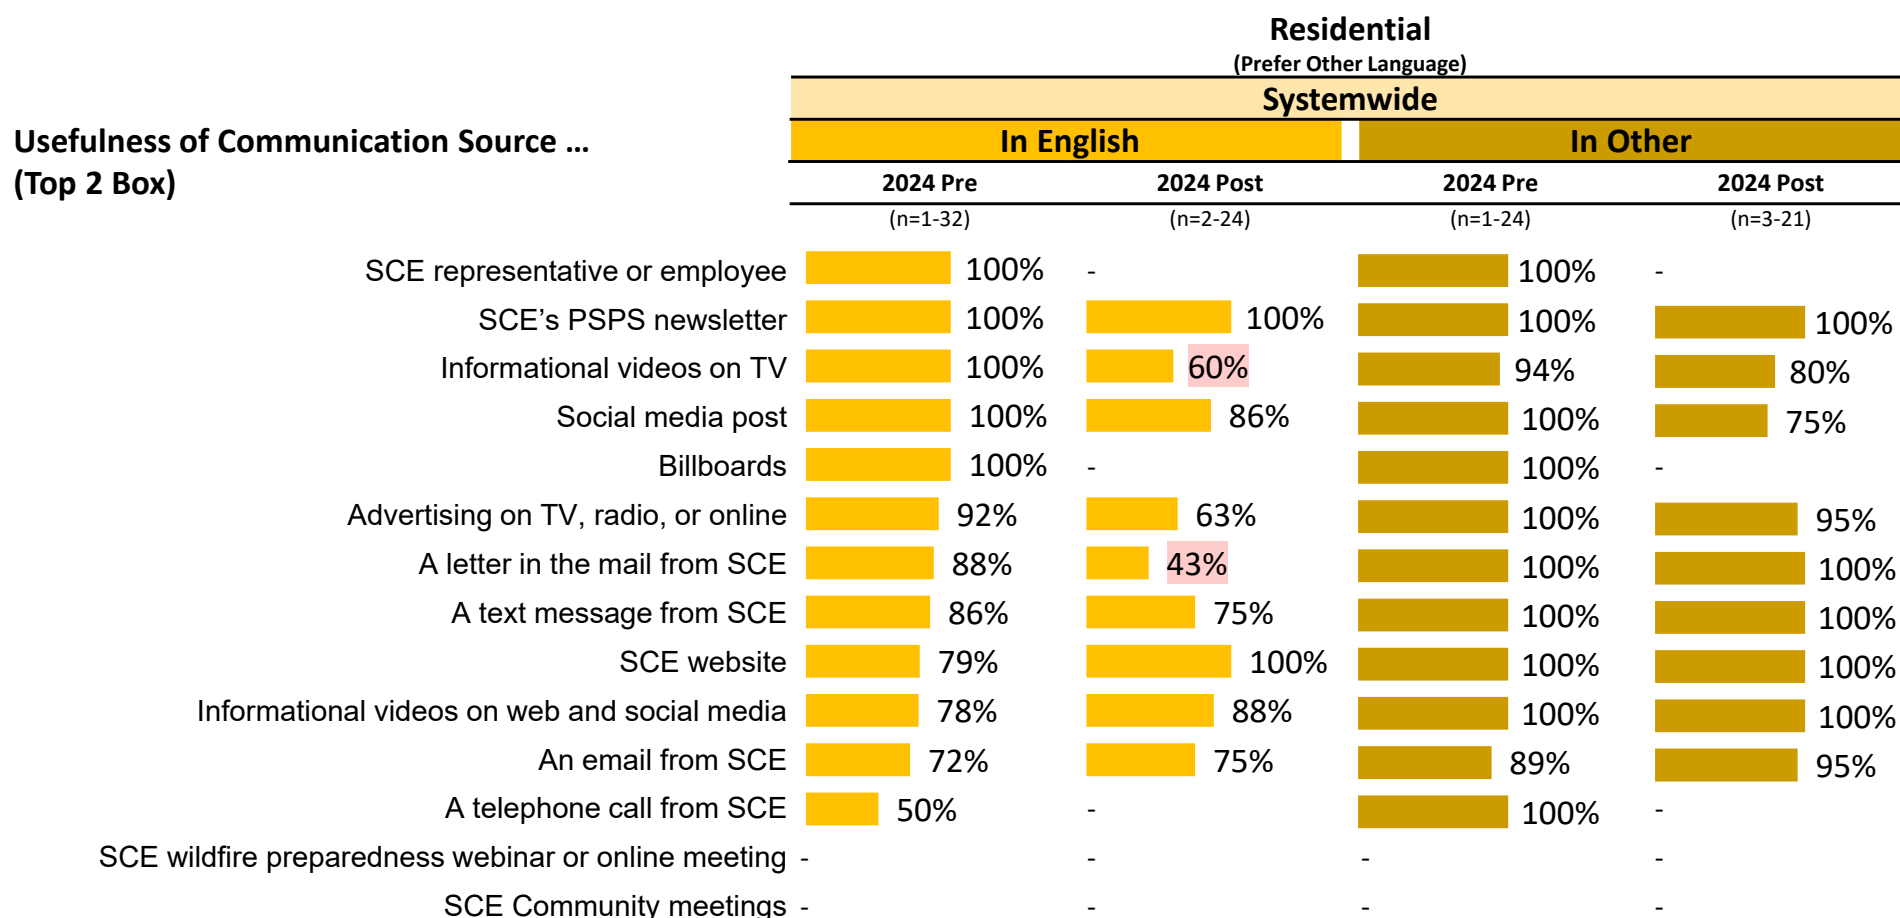 Residential
(Prefer Other Language)
Systemwide
Usefulness of Communication Source …
(Top 2 Box)
In English In Other
2024 Pre 2024 Post 2024 Pre 2024 Post
(n=1-32) (n=2-24) (n=1-24) (n=3-21)
SCE representative or employee 100% - 100% -
SCE’s PSPS newsletter 100% 100% 100% 100%
Informational videos on TV 100% 60% 94% 80%
Social media post 100% 86% 100% 75%
Billboards 100% - 100% -
Advertising on TV, radio, or online 92% 63% 100% 95%
A letter in the mail from SCE 88% 43% 100% 100%
A text message from SCE 86% 75% 100% 100%
SCE website 79% 100% 100% 100%
Informational videos on web and social media 78% 88% 100% 100%
An email from SCE 72% 75% 89% 95%
A telephone call from SCE 50% - 100% -
SCE wildfire preparedness webinar or online meeting - - - -
SCE Community meetings - - - -